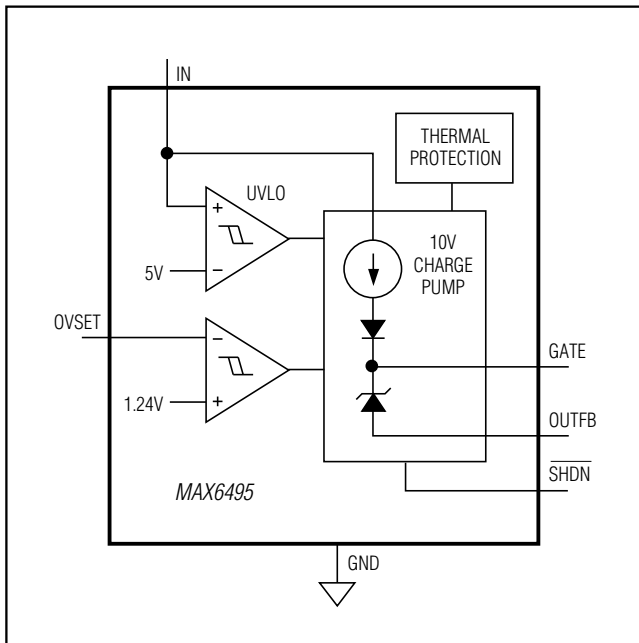 IN
THERMAL
PROTECTION
UVLO
+
10V
CHARGE
PUMP
5V
−
OVSET
−
GATE
1.24V
+
OUTFB
SHDN
MAX6495
GND